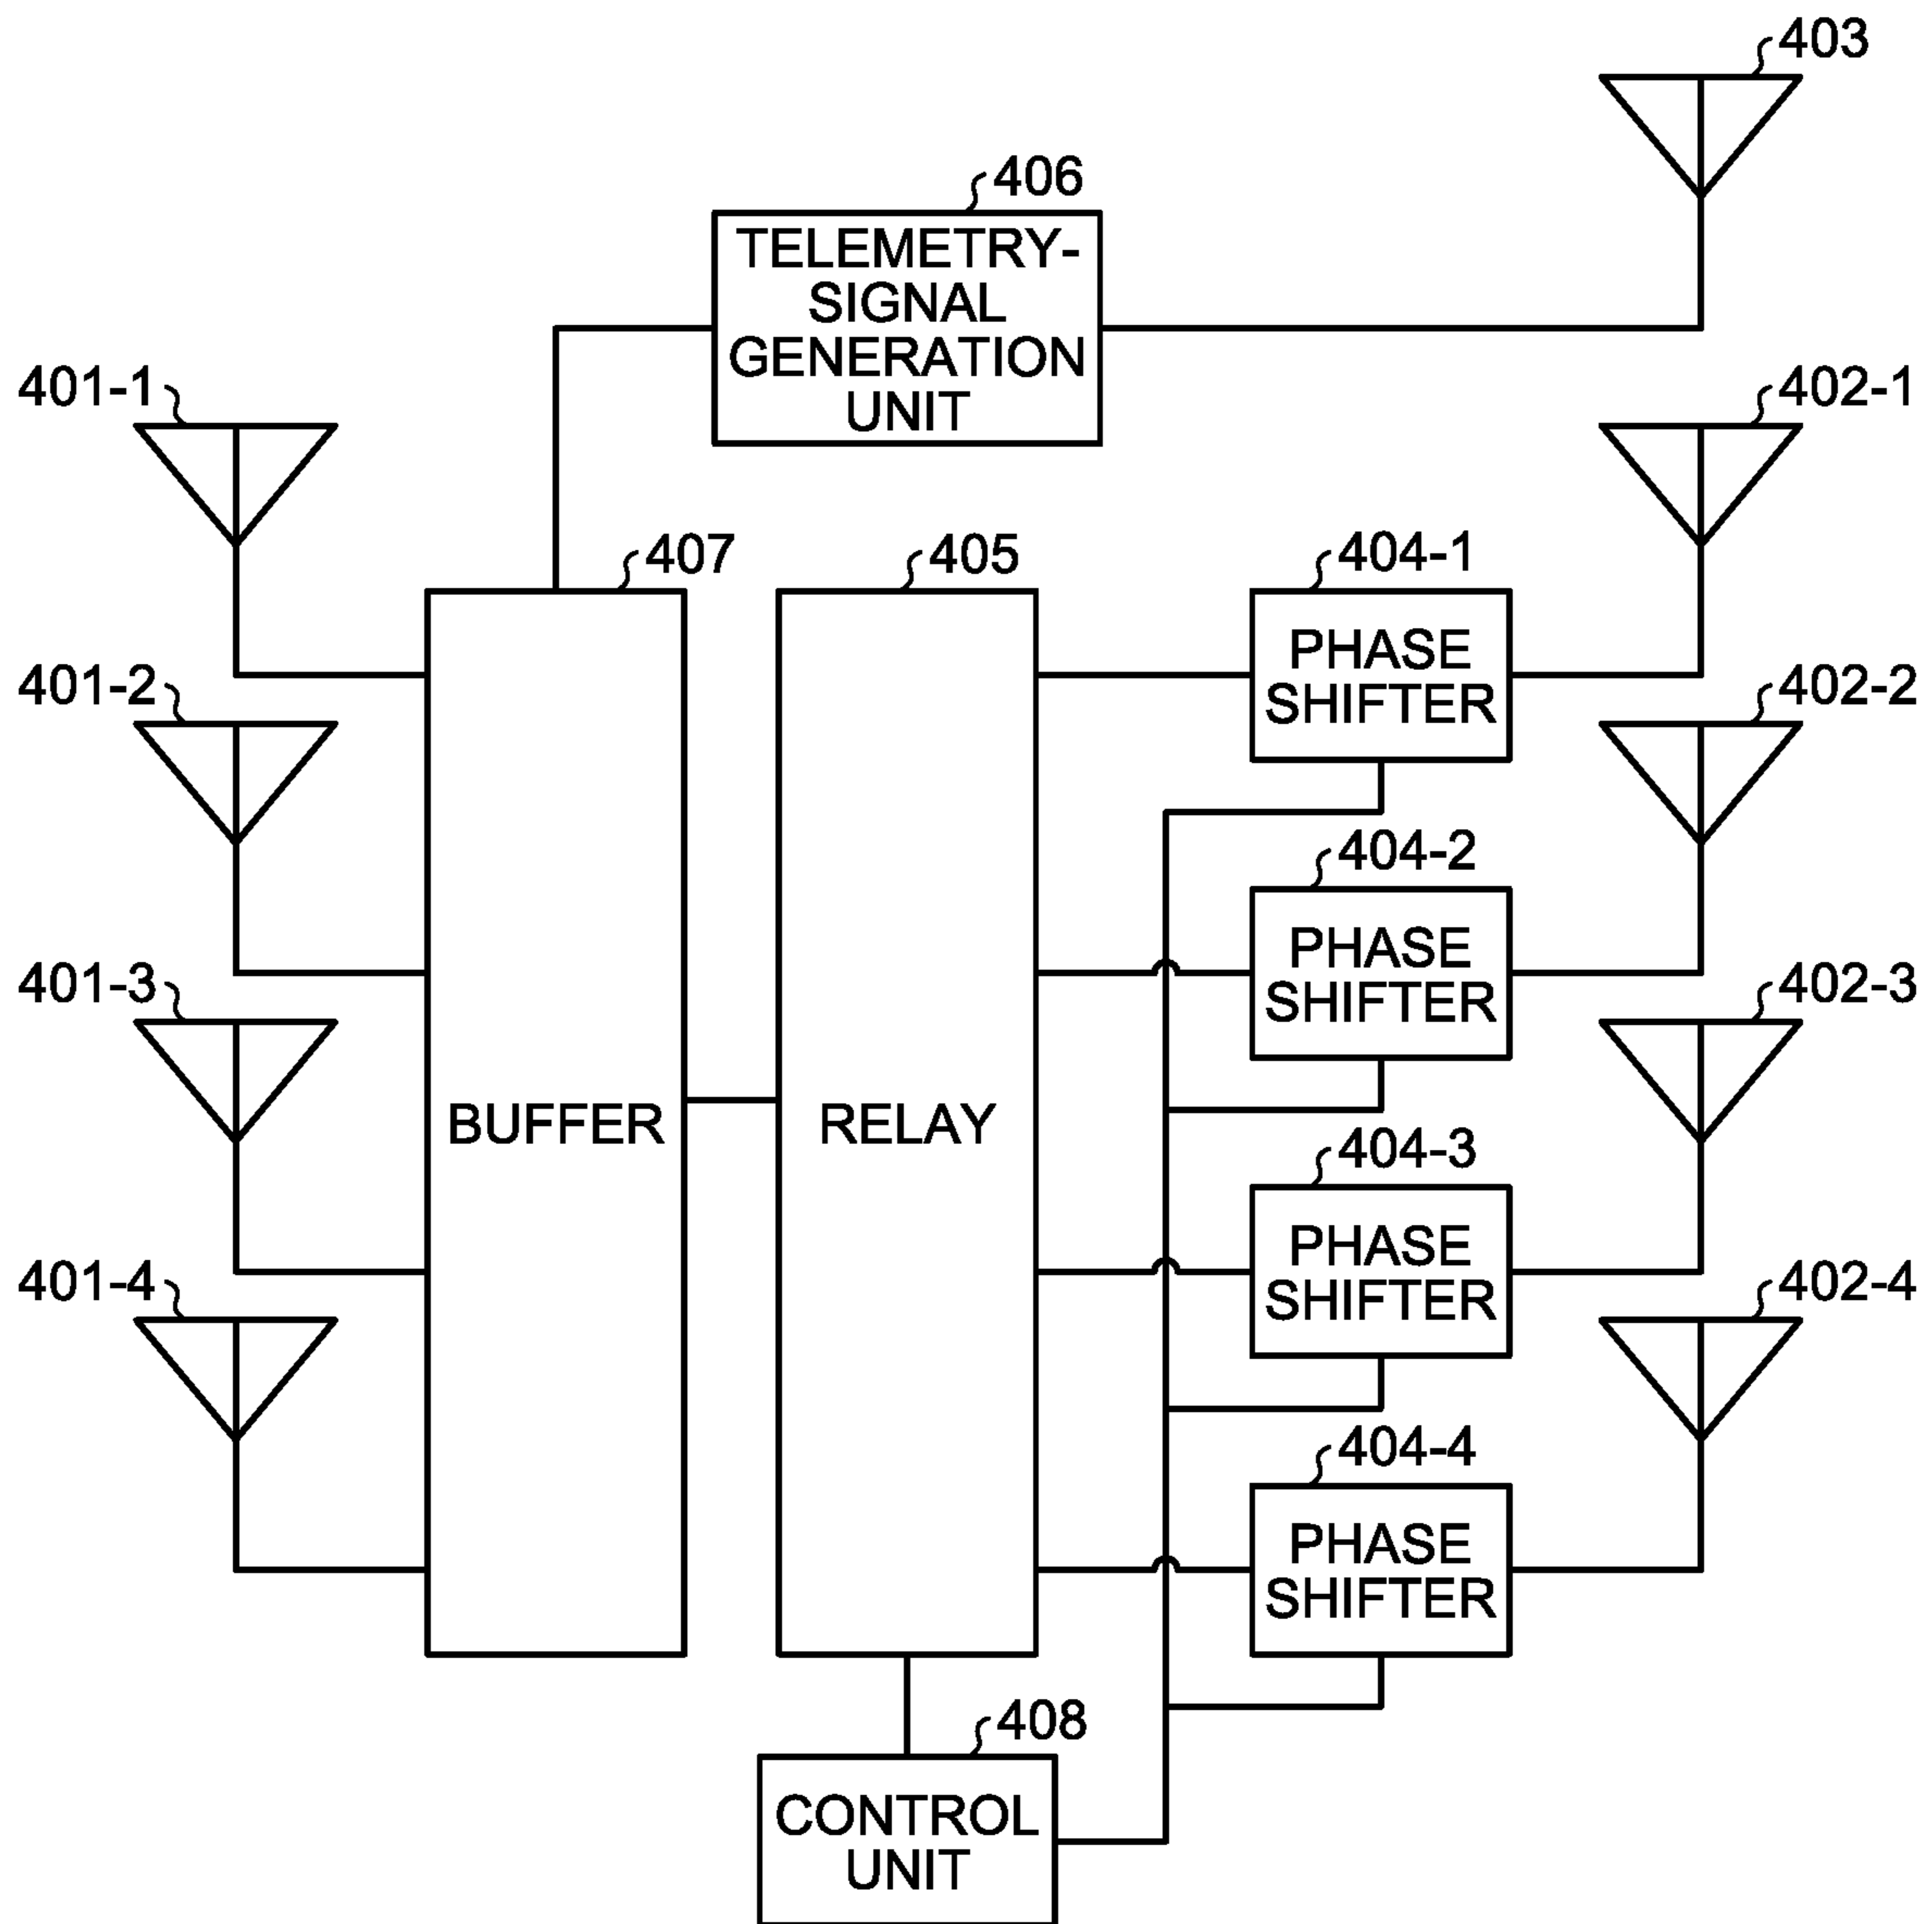 403
406
TELEMETRY-
SIGNAL
GENERATION
UNIT
401-1
402-1
407
405
404-1
PHASE
SHIFTER
401-2
402-2
404-2
PHASE
SHIFTER
401-3
402-3
BUFFER
RELAY
404-3
PHASE
SHIFTER
401-4
402-4
404-4
PHASE
SHIFTER
408
CONTROL
UNIT